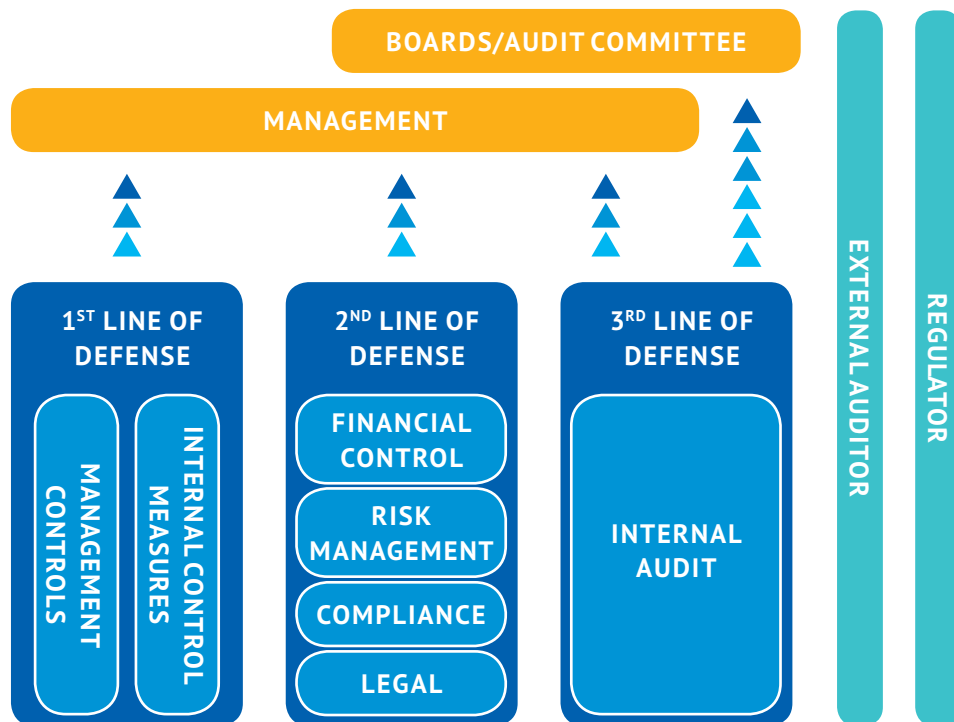 BOARDS/AUDIT COMMITTEE
MANAGEMENT
1ST LINE OF
DEFENSE
MANAGEMENT
CONTROLS
INTERNAL CONTROL
MEASURES
2ND LINE OF
DEFENSE
FINANCIAL
CONTROL
RISK
MANAGEMENT
COMPLIANCE
LEGAL
3RD LINE OF
DEFENSE
INTERNAL
AUDIT
EXTERNAL AUDITOR
REGULATOR